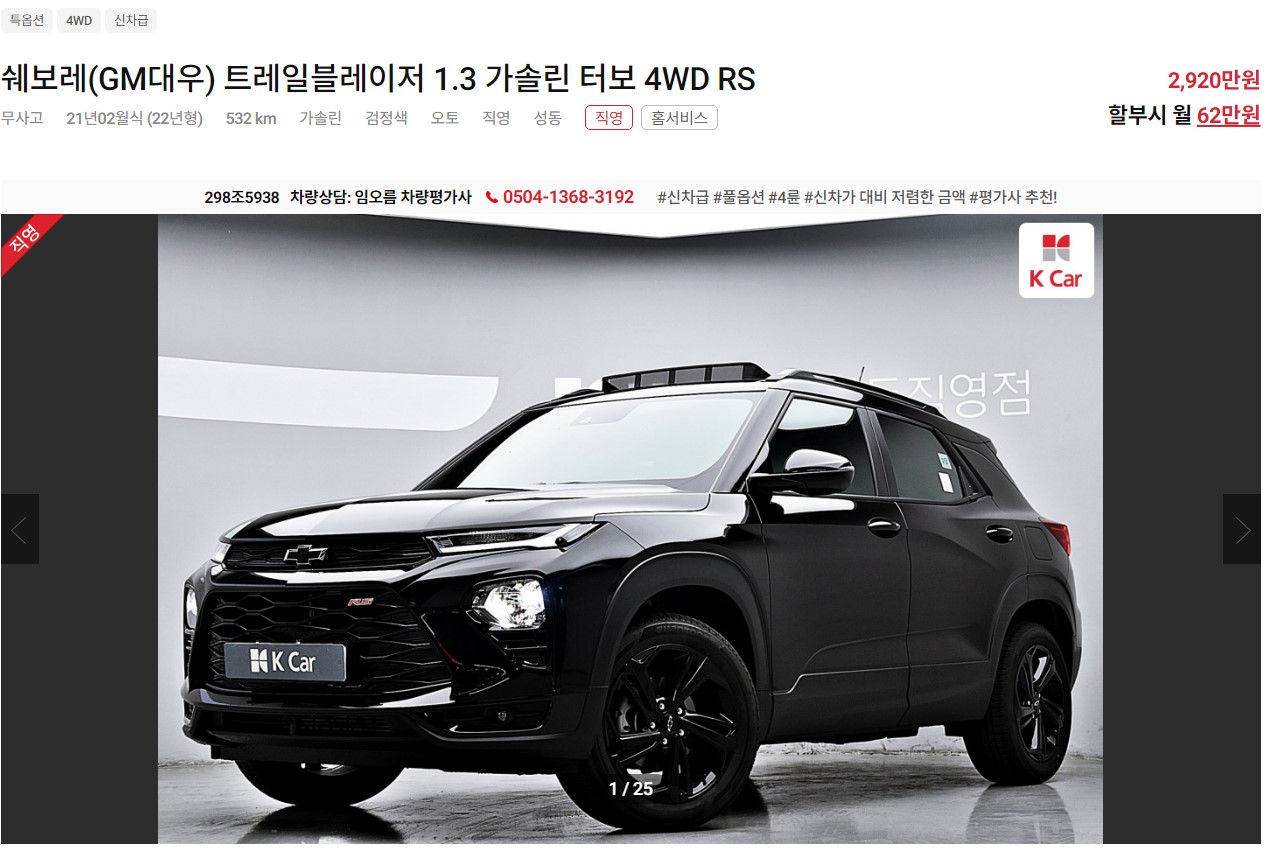 특옵션 4WD 신차급
쉐보레(GM대우) 트레일블레이저 1.3 가솔린 터보 4WD RS
2,920만원
무사고 21년02월식 (22년형) 532 km 가솔린 검정색 오토 직영 성동 직영 홈서비스
할부시 월 62만원
298조5938 차량상담: 임오름 차량평가사 0504-1368-3192 #신차급 #풀옵션 #4륜 #신차가 대비 저렴한 금액 #평가사 추천!
직영
K Car
직영점
RS
K Car
1 / 25